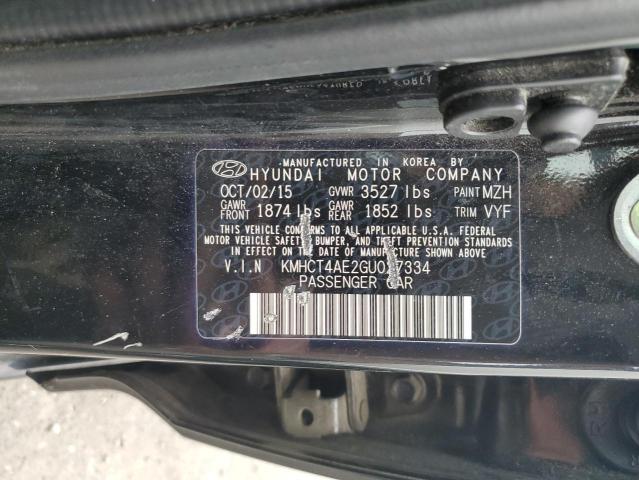 MANUFACTURED IN KOREA BY
HYUNDAI MOTOR COMPANY
OCT/02/15 GVWR 3527 lbs PAINT MZH
GAWR FRONT 1874 lbs GAWR REAR 1852 lbs TRIM VYF
THIS VEHICLE CONFORMS TO ALL APPLICABLE U.S.A. FEDERAL
MOTOR VEHICLE SAFETY, BUMPER, AND THEFT PREVENTION STANDARDS
IN EFFECT ON THE DATE OF MANUFACTURE SHOWN ABOVE.
V.I.N
PASSENGER CAR
RH